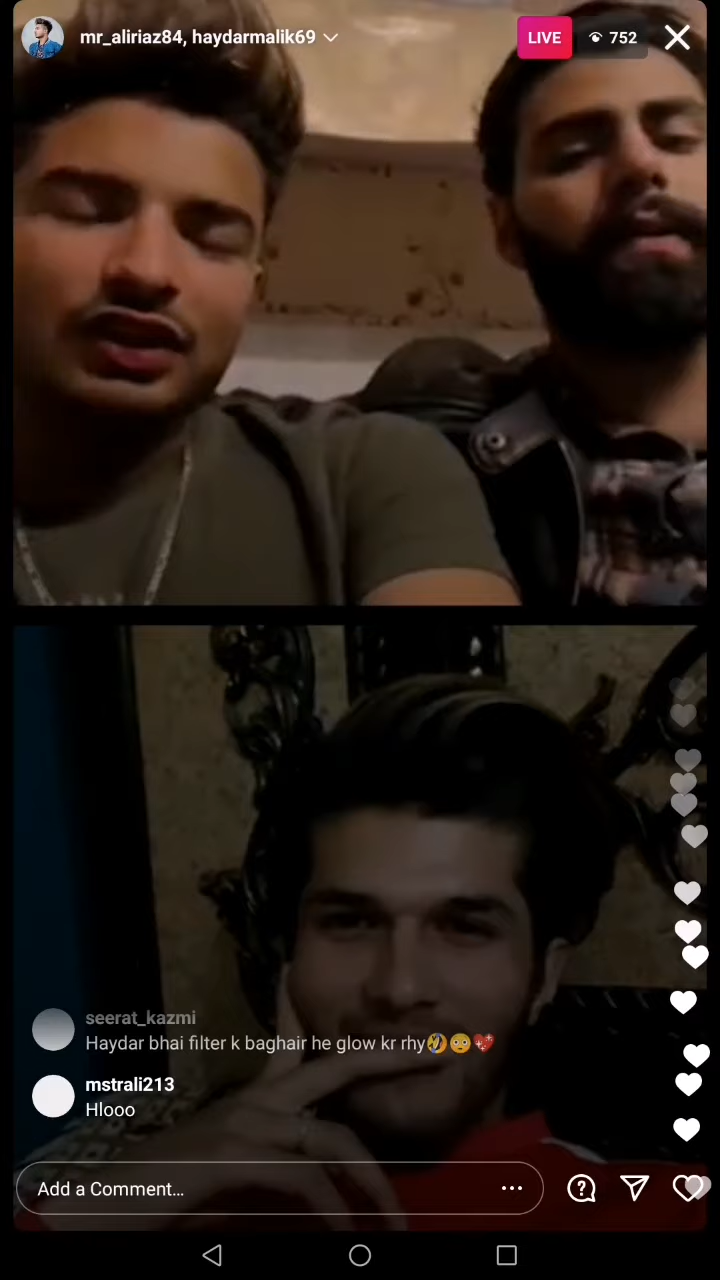 mr_aliriaz84, haydarmalik69
LIVE
752
seerat_kazmi
Haydar bhai filter k baghair he glow kr rhy🤣😳💖
mstrali213
Hlooo
Add a Comment...